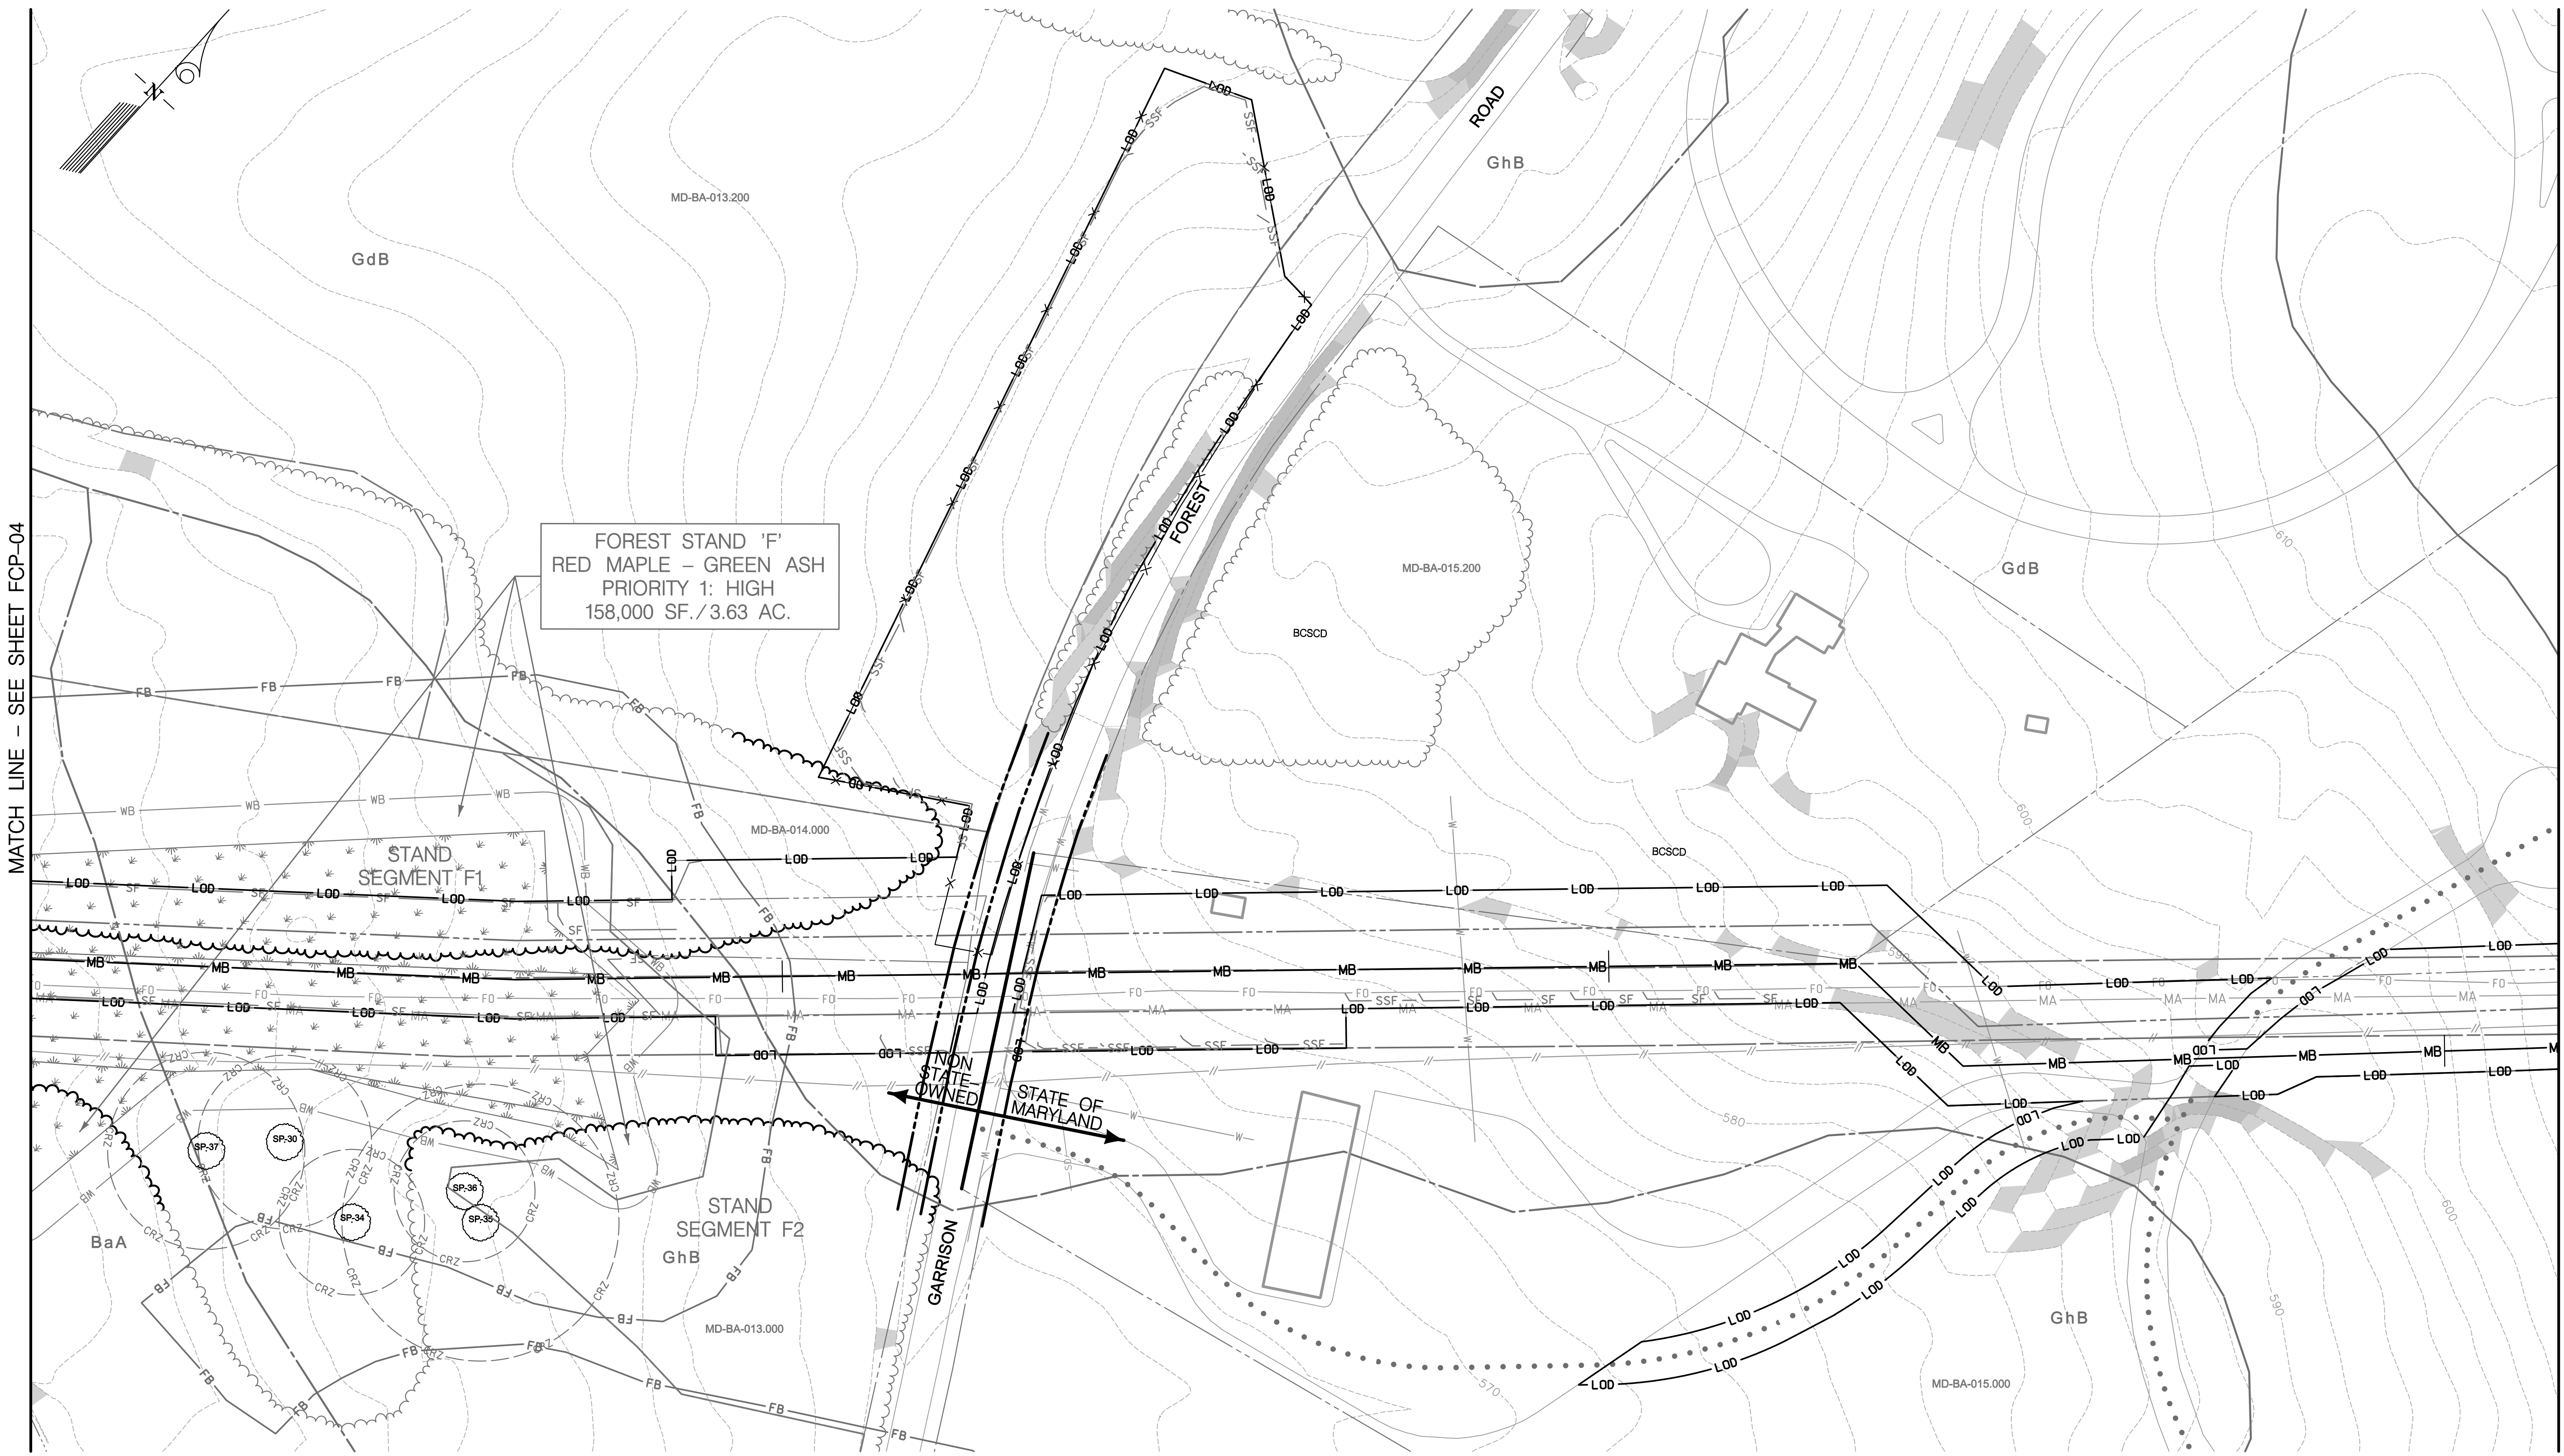 N
ROAD
GhB
MD-BA-013.200
GdB
MATCH LINE – SEE SHEET FCP–04
FOREST STAND 'F'
RED MAPLE – GREEN ASH
PRIORITY 1: HIGH
158,000 SF./3.63 AC.
FOREST
MD-BA-015.200
GdB
610
BCSCD
600
MD-BA-014.000
BCSCD
STAND
SEGMENT F1
LOD
SSF
SF
FB
WB
MB
FO
MA
CRZ
W
590
NON
STATE–
OWNED
STATE OF
MARYLAND
580
SP-37
SP-30
SP-36
SP-34
SP-35
STAND
SEGMENT F2
BaA
GhB
GARRISON
600
590
GhB
MD-BA-013.000
570
MD-BA-015.000